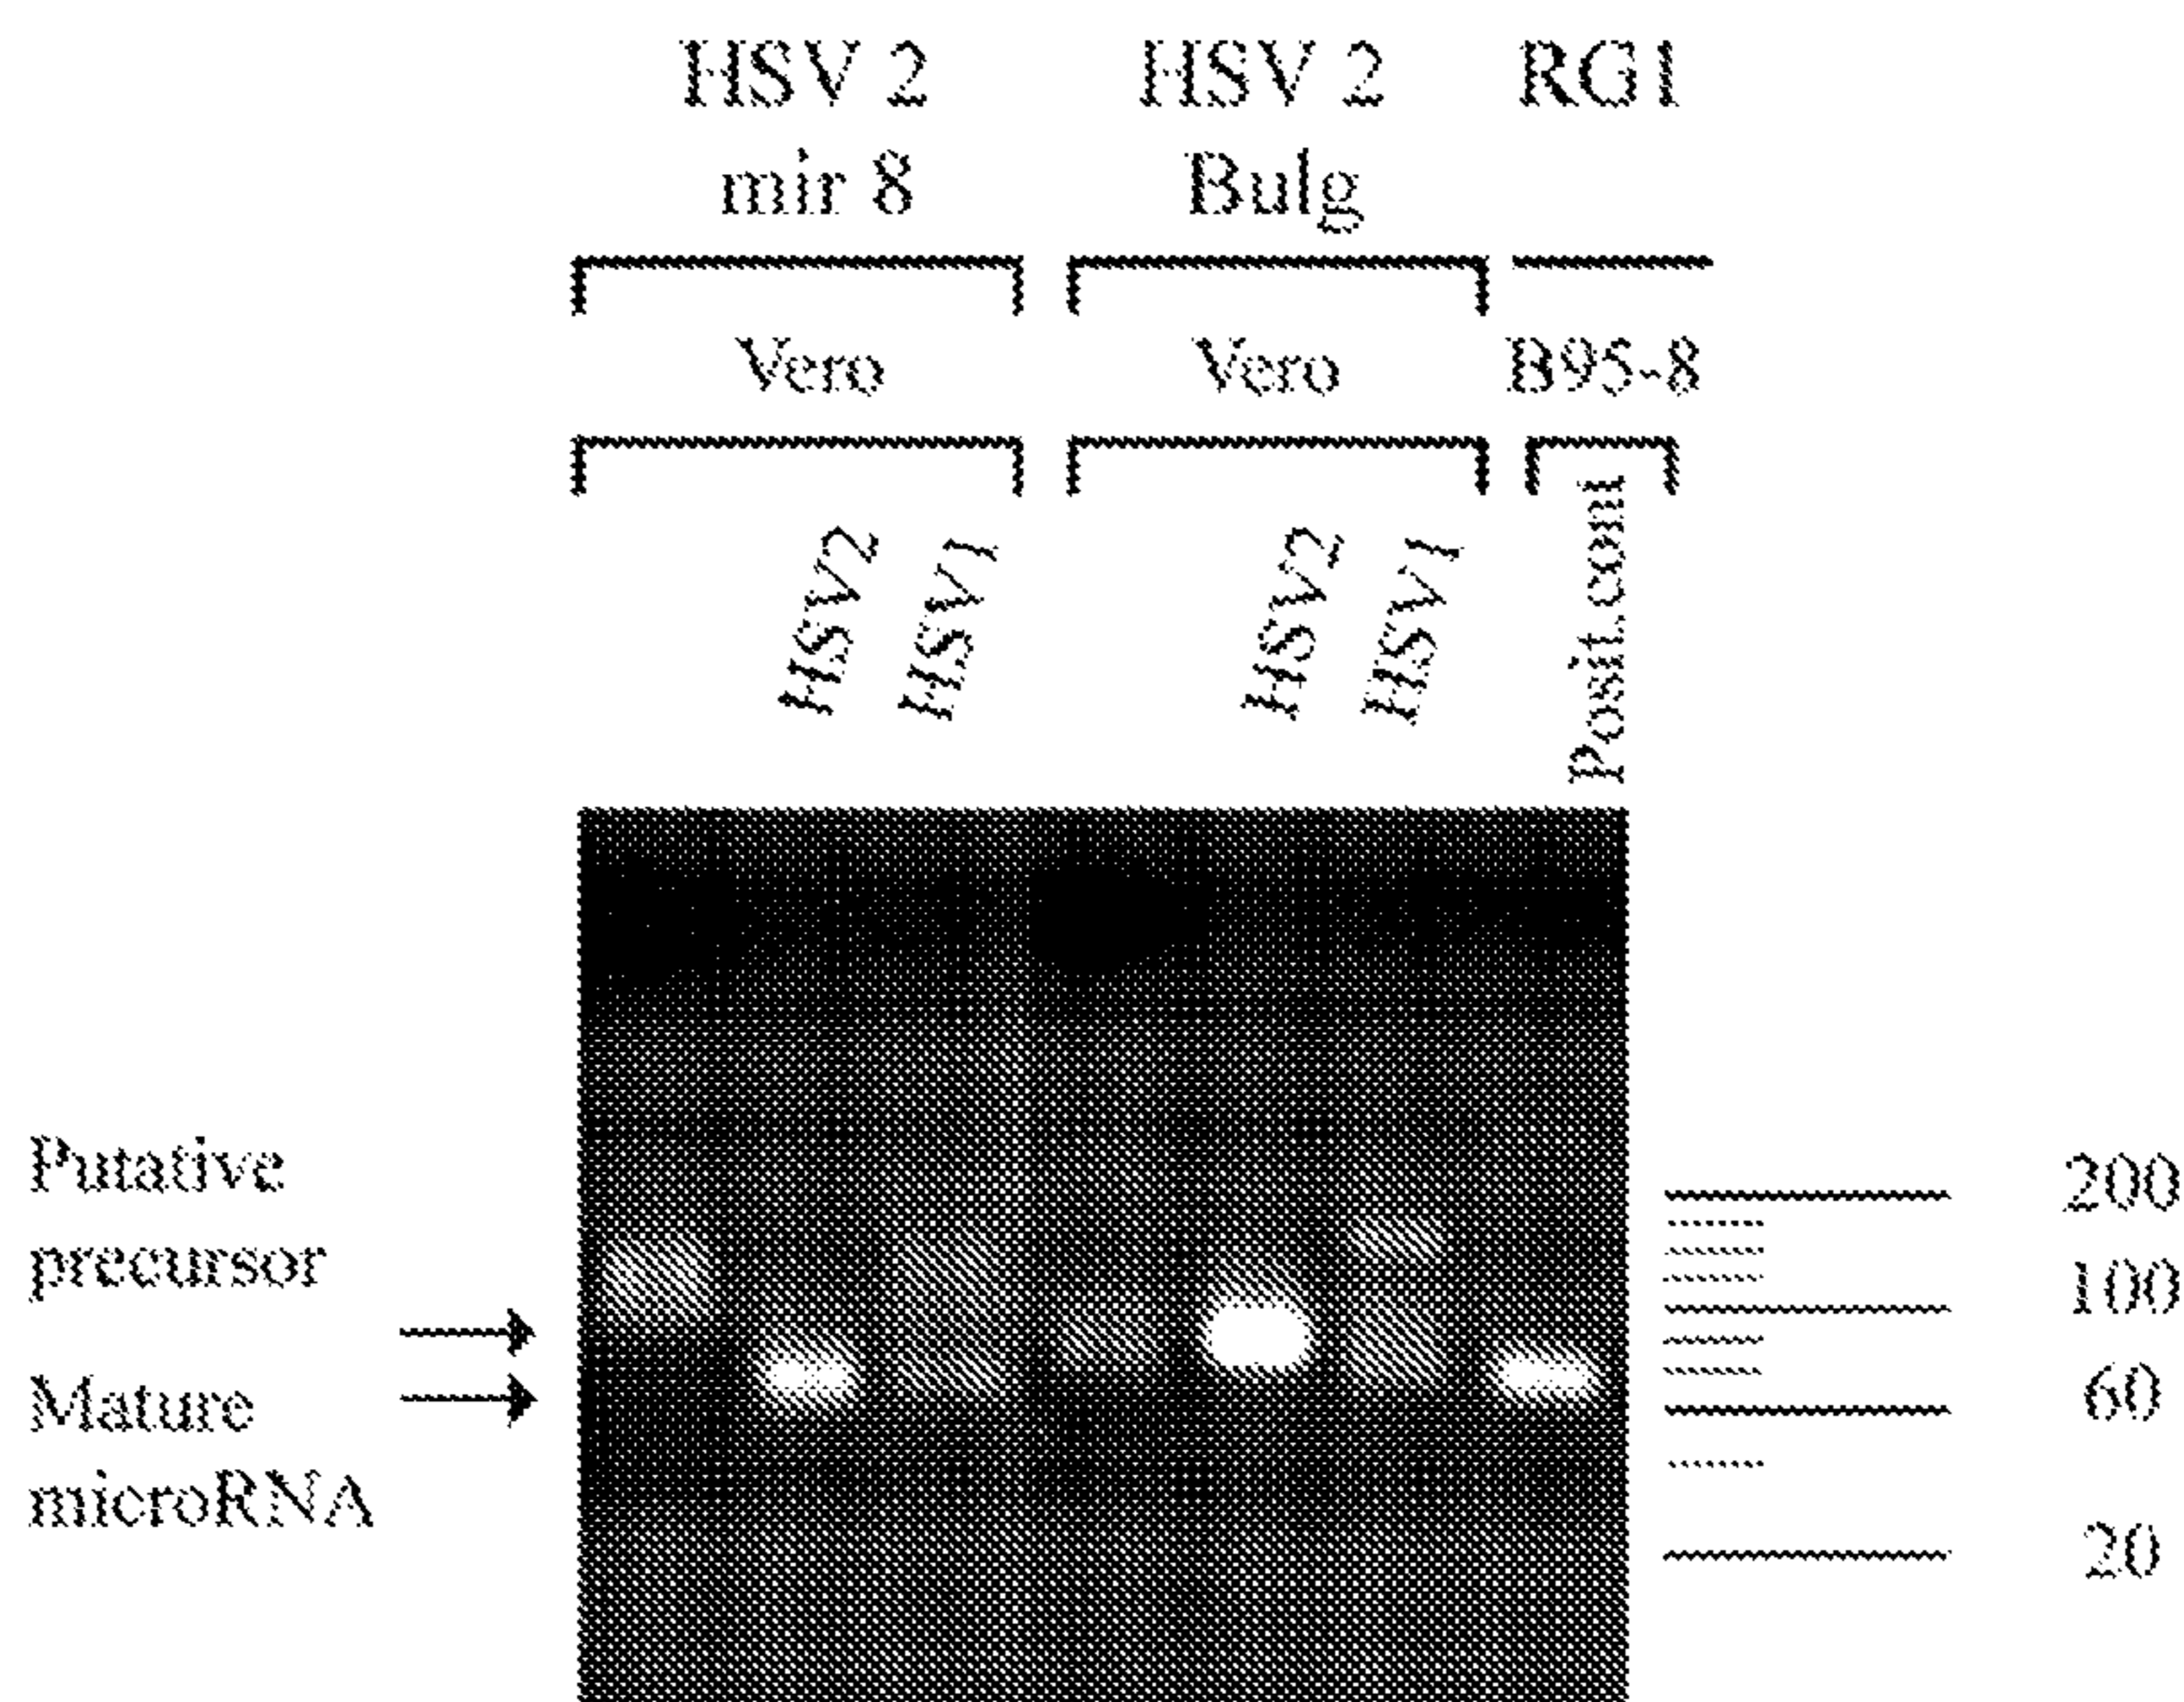 HSV 2
mir 8
HSV 2
Bulg
RG1
Vero
Vero
B95-8
HSV2
HSV1
HSV2
HSV1
Posit.cont
Putative
precursor
Mature
microRNA
200
100
60
20